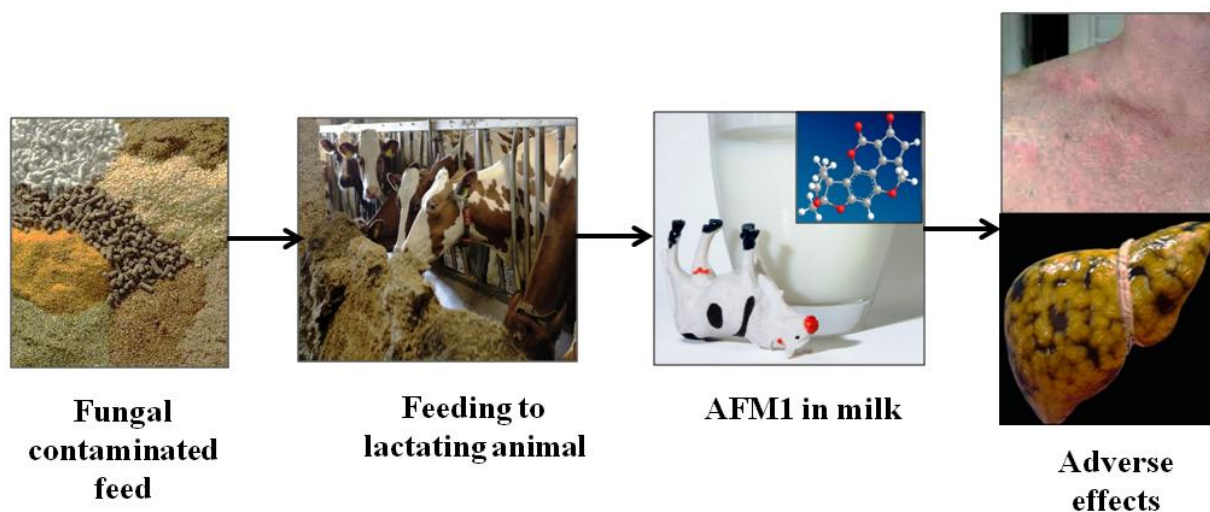 Fungal
contaminated
feed
Feeding to
lactating animal
AFM1 in milk
Adverse
effects